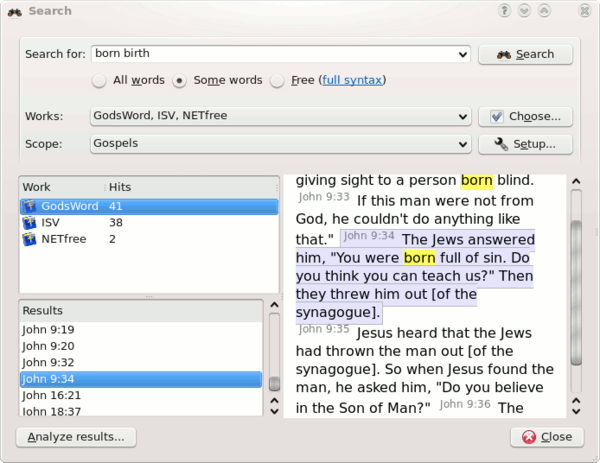 Search
Search for: born birth Search
All words Some words Free (full syntax)
Works: GodsWord, ISV, NETfree Choose...
Scope: Gospels Setup...
Work Hits
GodsWord 41
ISV 38
NETfree 2
Results
John 9:19
John 9:20
John 9:32
John 9:34
John 16:21
John 18:37
giving sight to a person born blind.
John 9:33 If this man were not from
God, he couldn't do anything like
that." John 9:34 The Jews answered
him, "You were born full of sin. Do
you think you can teach us?" Then
they threw him out [of the
synagogue].
John 9:35 Jesus heard that the Jews
had thrown the man out [of the
synagogue]. So when Jesus found the
man, he asked him, "Do you believe
in the Son of Man?" John 9:36 The
Analyze results... Close